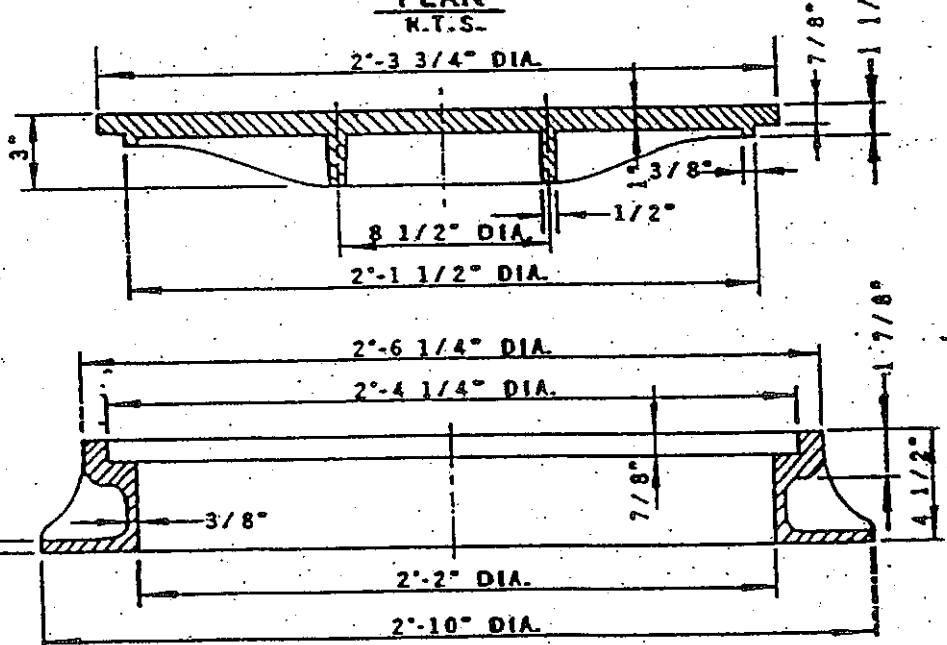 PLAN
N.T.S.
2'-3 3/4" DIA.
7/8"
1 1/
3"
1"
3/8"
1/2"
8 1/2" DIA.
2'-1 1/2" DIA.
1 7/8"
2'-6 1/4" DIA.
2'-4 1/4" DIA.
7/8"
4 1/2"
3/8"
2'-2" DIA.
2'-10" DIA.